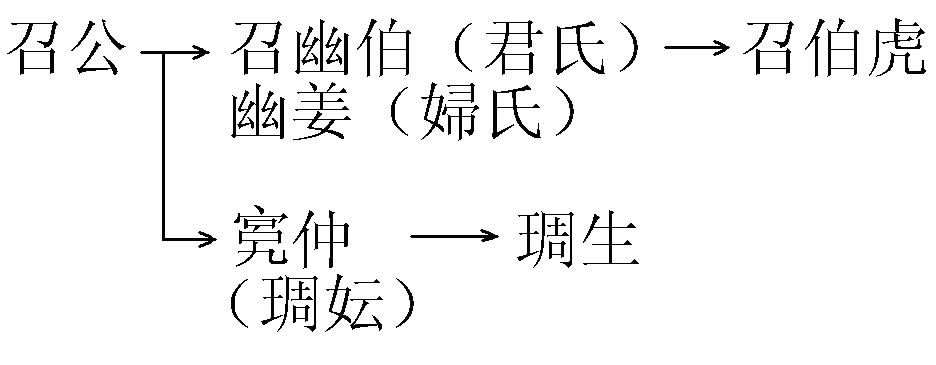 召公 → 召幽伯（君氏）→ 召伯虎
幽姜（婦氏）
寬仲 → 琱生
（琱妘）